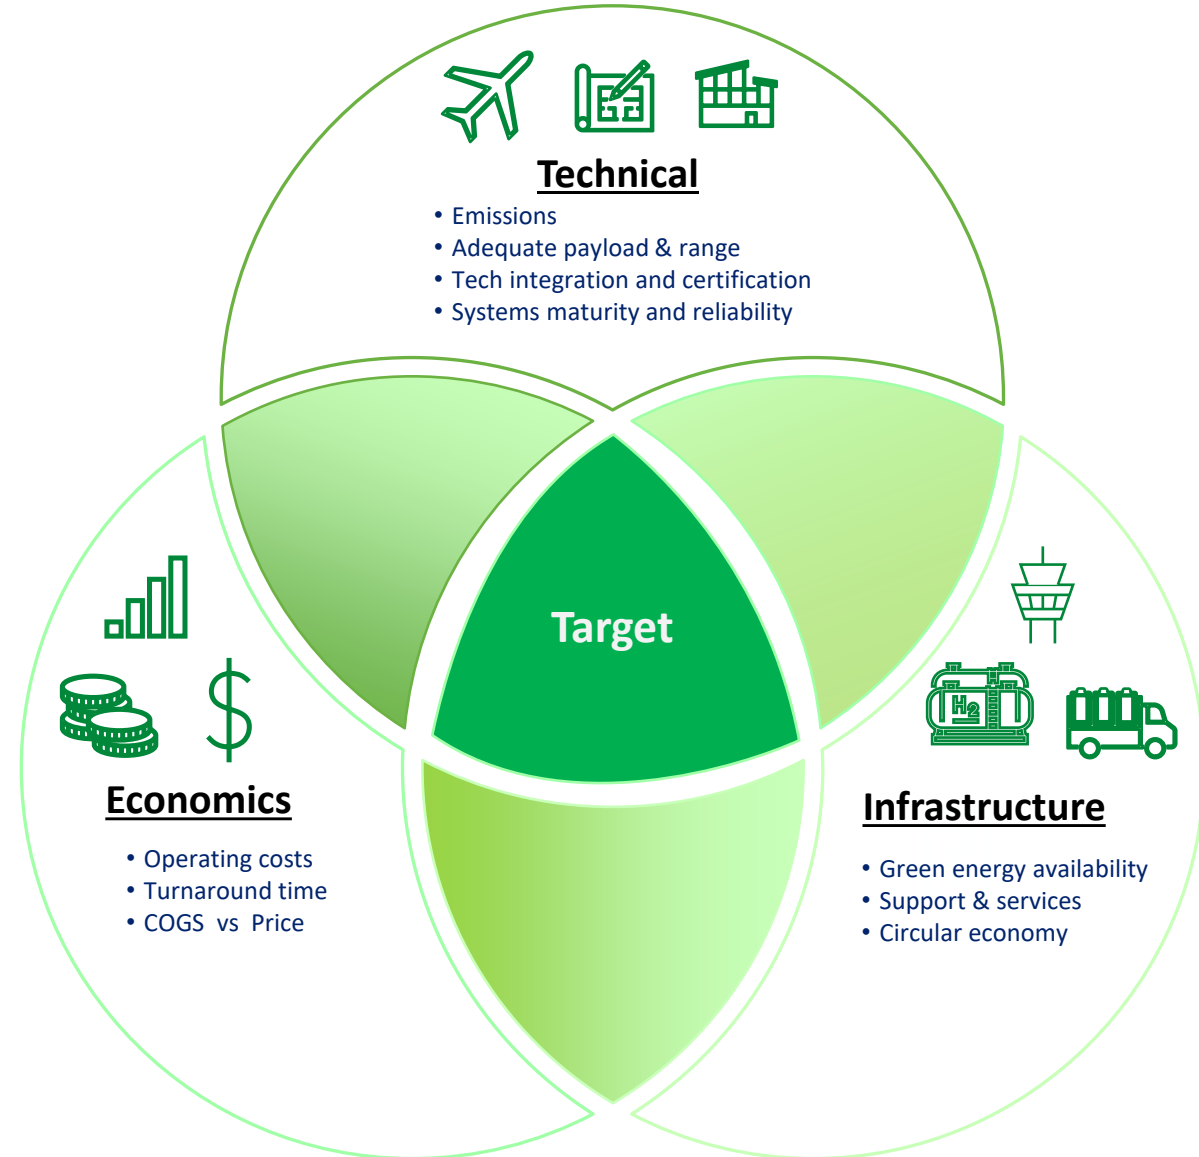 Technical
• Emissions
• Adequate payload & range
• Tech integration and certification
• Systems maturity and reliability
Target
Economics
• Operating costs
• Turnaround time
• COGS vs Price
H2
Infrastructure
• Green energy availability
• Support & services
• Circular economy